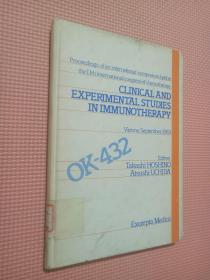 Proceedings of an international symposium held at
the 13th international congress of chemotherapy
CLINICAL AND
EXPERIMENTAL STUDIES
IN IMMUNOTHERAPY
Vienna September 1983
OK-432
Editors
Takashi HOSHINO
Atsushi UCHIDA
Excerpta Medica